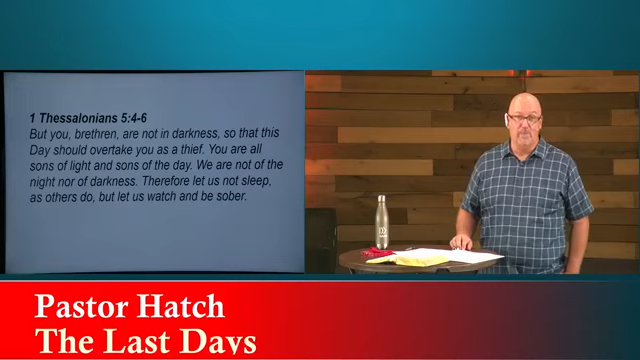 1 Thessalonians 5:4-6
But you, brethren, are not in darkness, so that this
Day should overtake you as a thief. You are all
sons of light and sons of the day. We are not of the
night nor of darkness. Therefore let us not sleep,
as others do, but let us watch and be sober.
Pastor Hatch
The Last Days